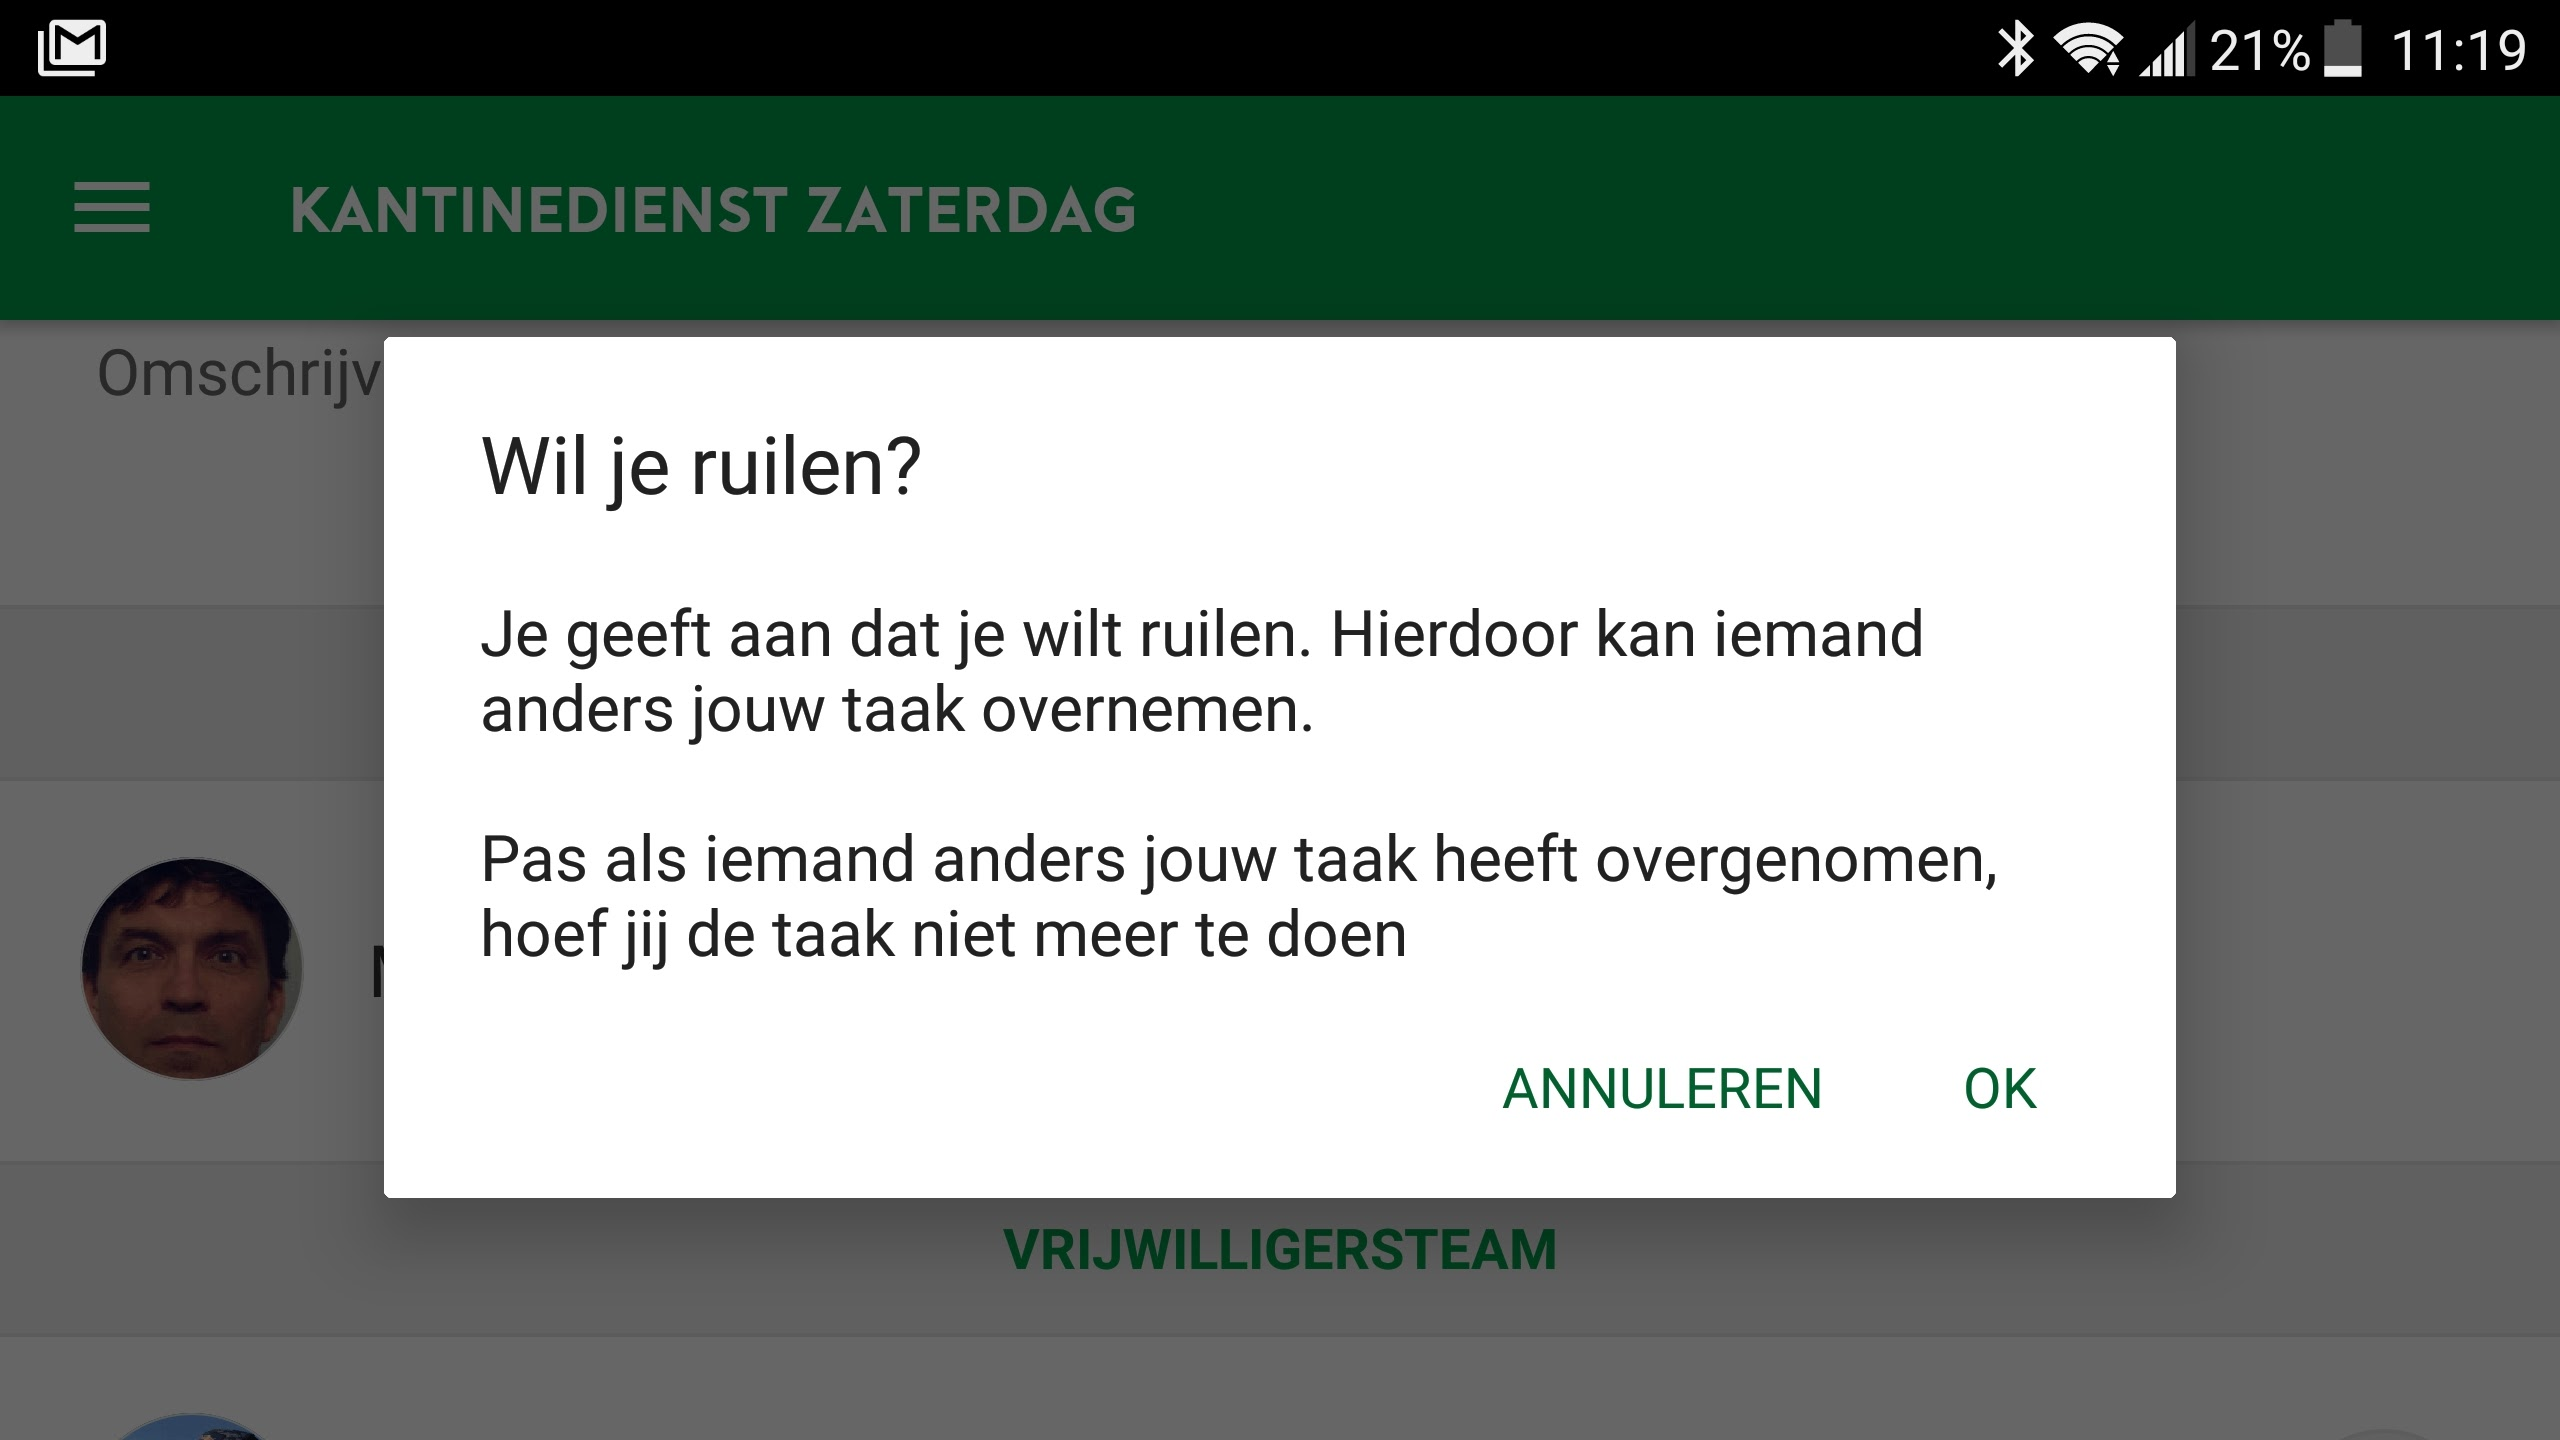 21% 11:19
KANTINEDIENST ZATERDAG
Wil je ruilen?
Je geeft aan dat je wilt ruilen. Hierdoor kan iemand
anders jouw taak overnemen.
Pas als iemand anders jouw taak heeft overgenomen,
hoef jij de taak niet meer te doen
ANNULEREN OK
VRIJWILLIGERSTEAM